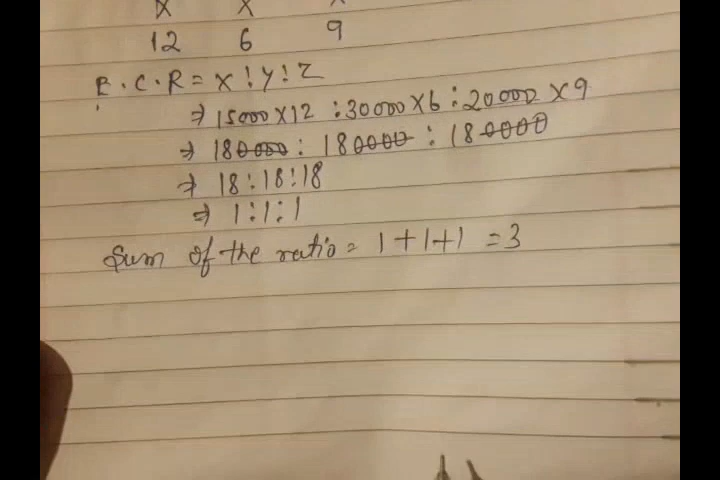 X X X
12 6 9
E.C.R = X : Y : Z
⇒ 15000 X 12 : 30000 X 6 : 20000 X 9
⇒ 180000 : 180000 : 180000
⇒ 18 : 18 : 18
⇒ 1 : 1 : 1
Sum of the ratio = 1 + 1 + 1 = 3